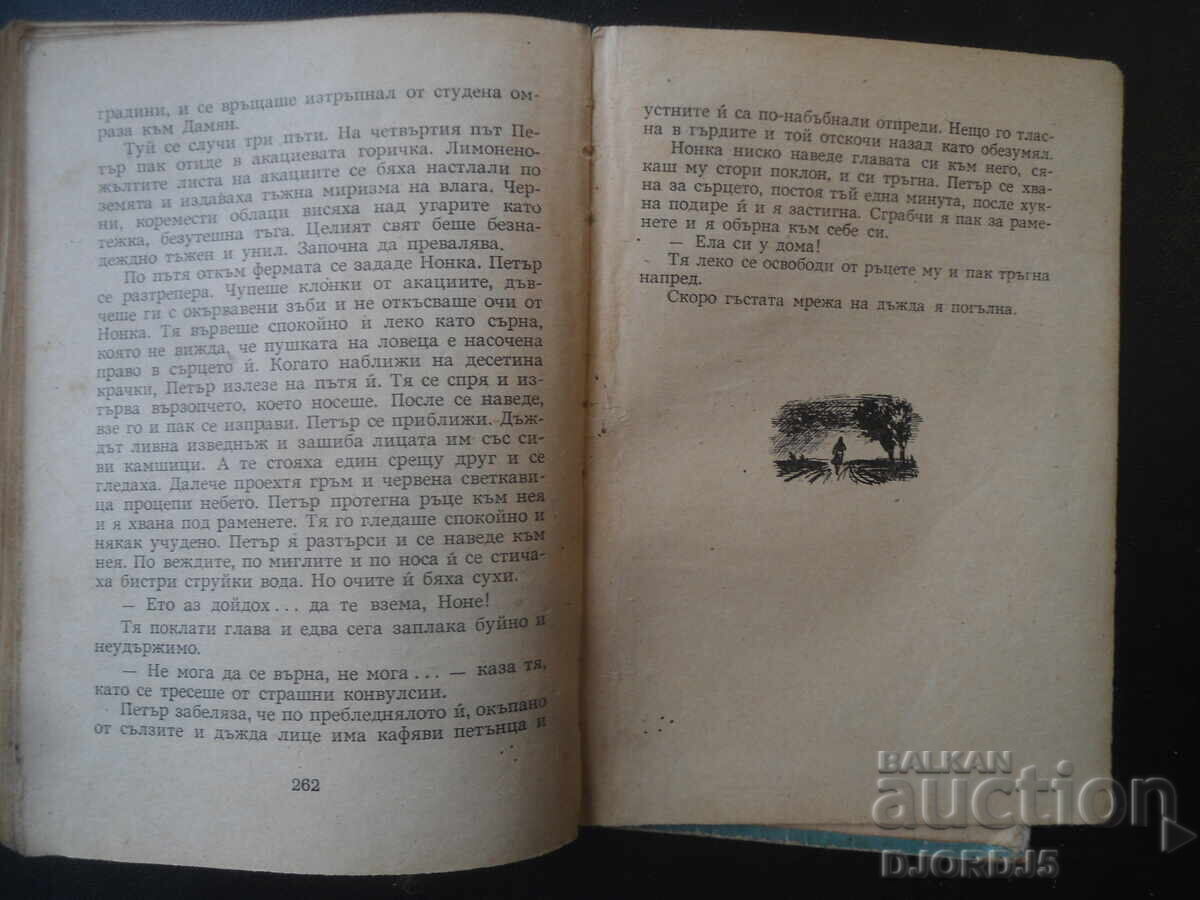 градини, и се връщаше изтръпнал от студена ом-
раза към Дамян.
Туй се случи три пъти. На четвъртия път Пе-
тър пак отиде в акациевата горичка. Лимонено-
жълтите листа на акациите се бяха настлали по
земята и издаваха тъжна миризма на влага. Чер-
ни, коремести облаци висяха над угарите като
тежка, безутешна тъга. Целият свят беше безна-
деждно тъжен и унил. Започна да превалява.
По пътя откъм фермата се зададе Нонка. Петър
се разтрепера. Чупеше клонки от акациите, дъв-
чеше ги с окървавени зъби и не откъсваше очи от
Нонка. Тя вървеше спокойно и леко като сърна,
която не вижда, че пушката на ловеца е насочена
право в сърцето ѝ. Когато наближи на десетина
крачки, Петър излезе на пътя ѝ. Тя се спря и из-
търва вързопчето, което носеше. После се наведе,
взе го и пак се изправи. Петър се приближи. Дъж-
дът ливна изведнъж и зашиба лицата им със си-
ви камшици. А те стояха един срещу друг и се
гледаха. Далече проехтя гръм и червена светкави-
ца процепи небето. Петър протегна ръце към нея
и я хвана под раменете. Тя го гледаше спокойно и
някак учудено. Петър я разтърси и се наведе към
нея. По веждите, по миглите и по носа ѝ се стича-
ха бистри струйки вода. Но очите ѝ бяха сухи.
— Ето аз дойдох... да те взема, Ноне!
Тя поклати глава и едва сега заплака буйно и
неудържимо.
— Не мога да се върна, не мога... — каза тя,
като се тресеше от страшни конвулсии.
Петър забеляза, че по пребледнялото ѝ, окъпано
от сълзите и дъжда лице има кафяви петънца и
262
устните ѝ са по-набъбнали отпреди. Нещо го тлас-
на в гърдите и той отскочи назад като обезумял.
Нонка ниско наведе главата си към него, ся-
каш му стори поклон, и си тръгна. Петър се хва-
на за сърцето, постоя тъй една минута, после хук-
на подире ѝ и я застигна. Сграбчи я пак за раме-
нете и я обърна към себе си.
— Ела си у дома!
Тя леко се освободи от ръцете му и пак тръгна
напред.
Скоро гъстата мрежа на дъжда я погълна.
BALKAN
auction
DJORDJ5